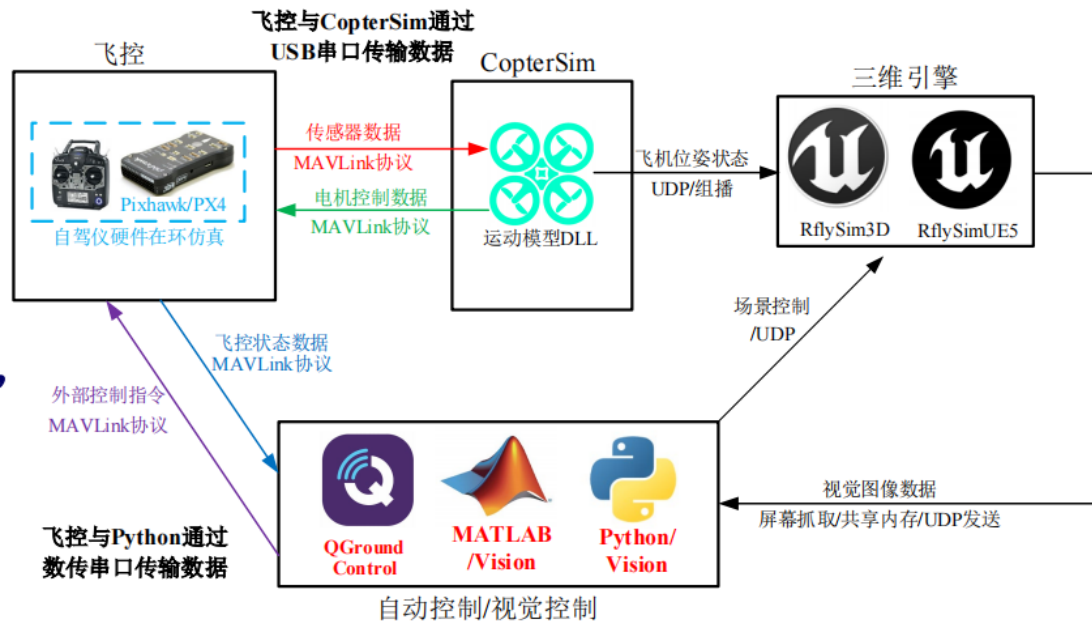 飞控与CopterSim通过
USB串口传输数据
飞控
CopterSim
三维引擎
传感器数据
MAVLink协议
电机控制数据
MAVLink协议
Pixhawk/PX4
自驾仪硬件在环仿真
运动模型DLL
飞机位姿状态
UDP/组播
RflySim3D
RflySimUE5
场景控制
/UDP
飞控状态数据
MAVLink协议
外部控制指令
MAVLink协议
视觉图像数据
屏幕抓取/共享内存/UDP发送
飞控与Python通过
数传串口传输数据
QGround
Control
MATLAB
/Vision
Python/
Vision
自动控制/视觉控制